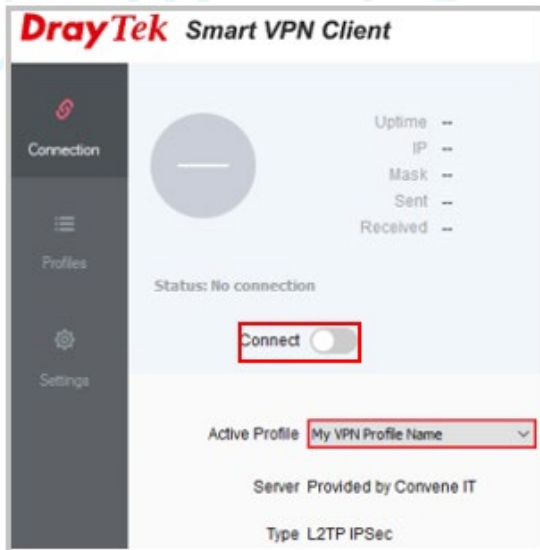 DrayTek Smart VPN Client
Connection
Profiles
Settings
Uptime --
IP --
Mask --
Sent --
Received --
Status: No connection
Connect
Active Profile My VPN Profile Name
Server Provided by Convene IT
Type L2TP IPSec